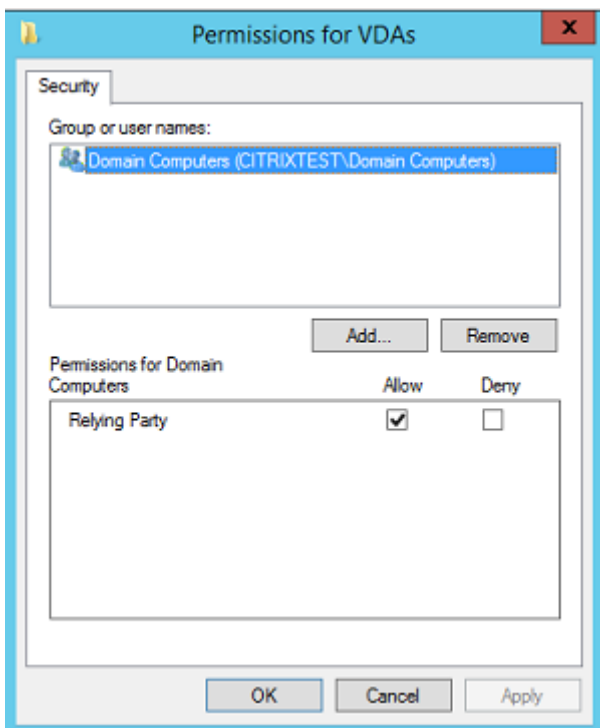 Permissions for VDAs
x
Security
Group or user names:
Domain Computers (CITRIXTEST\Domain Computers)
Add... Remove
Permissions for Domain
Computers Allow Deny
Relying Party
OK Cancel Apply